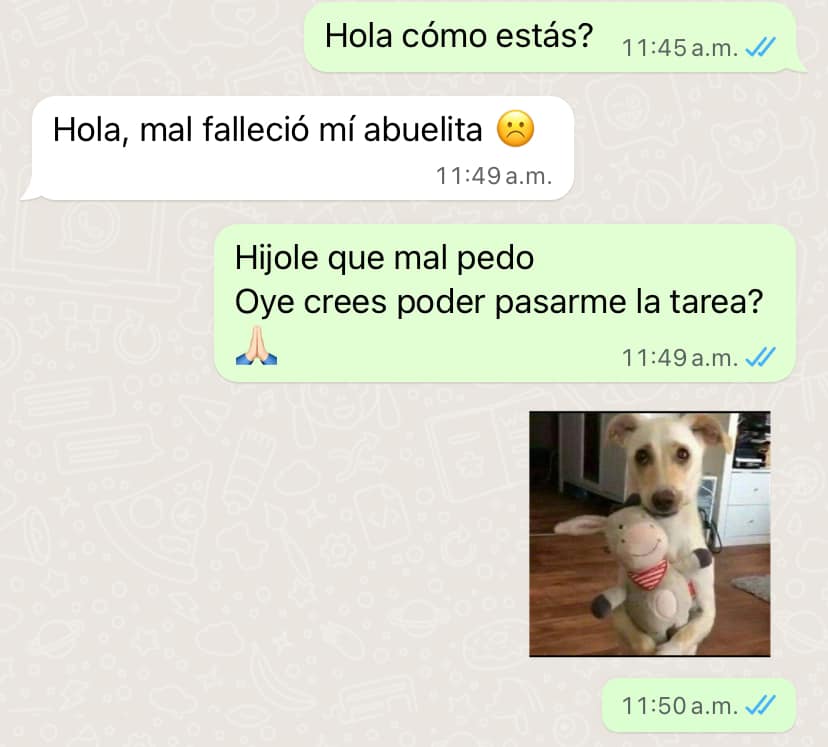 Hola cómo estás?
11:45 a.m.
Hola, mal falleció mí abuelita ☹️
11:49 a.m.
Hijole que mal pedo
Oye crees poder pasarme la tarea?
🙏🏻
11:49 a.m.
11:50 a.m.